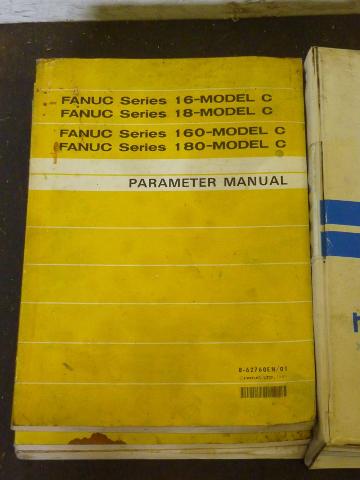 FANUC Series 16-MODEL C
FANUC Series 18-MODEL C
FANUC Series 160-MODEL C
FANUC Series 180-MODEL C
PARAMETER MANUAL
B-62760EN/01